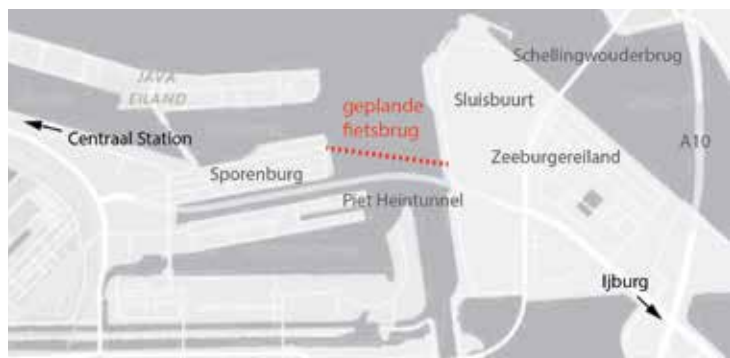 Schellingwouderbrug
JAVA
EILAND
geplande
fietsbrug
Sluisbuurt
Centraal Station
A10
Zeeburgereiland
Sporenburg
Piet Heintunnel
Ijburg